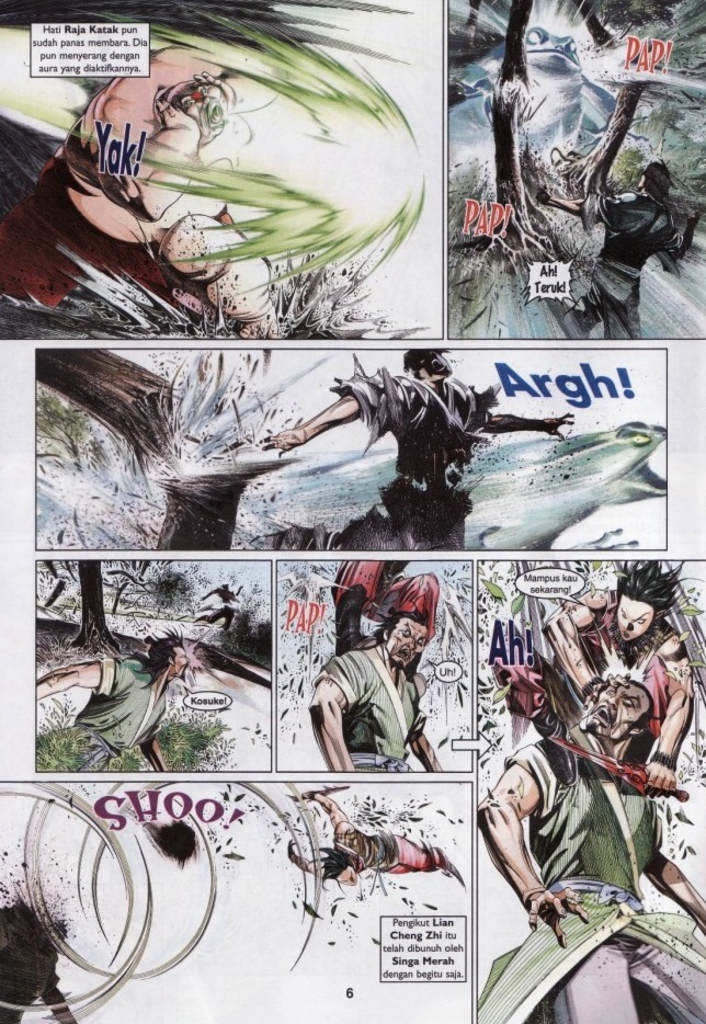 Hati Raja Katak pun
sudah panas membara. Dia
pun menyerang dengan
aura yang diaktifkannya.
Yak!
PAP!
PAP!
Ah!
Teruk!
Argh!
Kosuke!
PAP!
Uh!
Mampus kau
sekarang!
Ah!
SHOO!
Pengikut Lian
Cheng Zhi itu
telah dibunuh oleh
Singa Merah
dengan begitu saja.
6